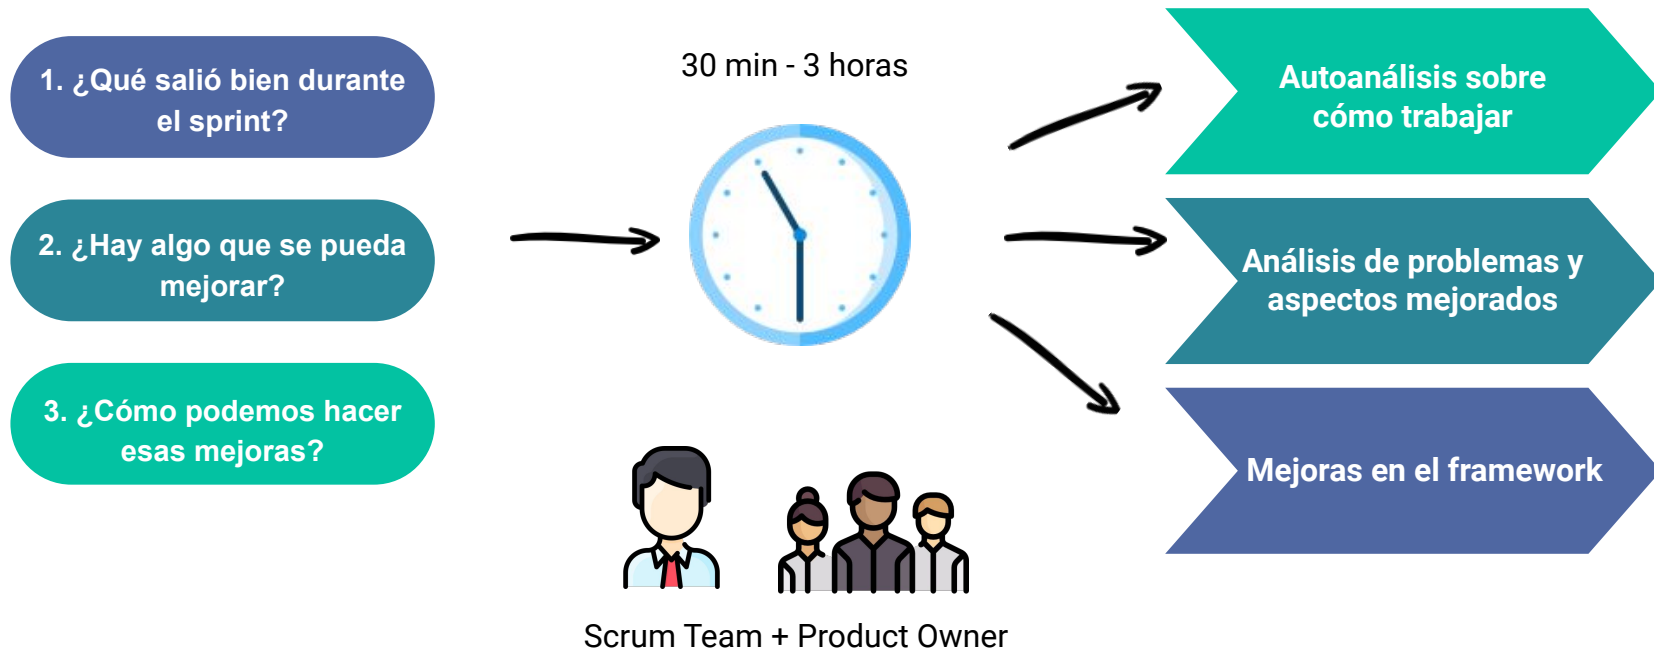 1. ¿Qué salió bien durante
el sprint?
2. ¿Hay algo que se pueda
mejorar?
3. ¿Cómo podemos hacer
esas mejoras?
30 min - 3 horas
Scrum Team + Product Owner
Autoanálisis sobre
cómo trabajar
Análisis de problemas y
aspectos mejorados
Mejoras en el framework